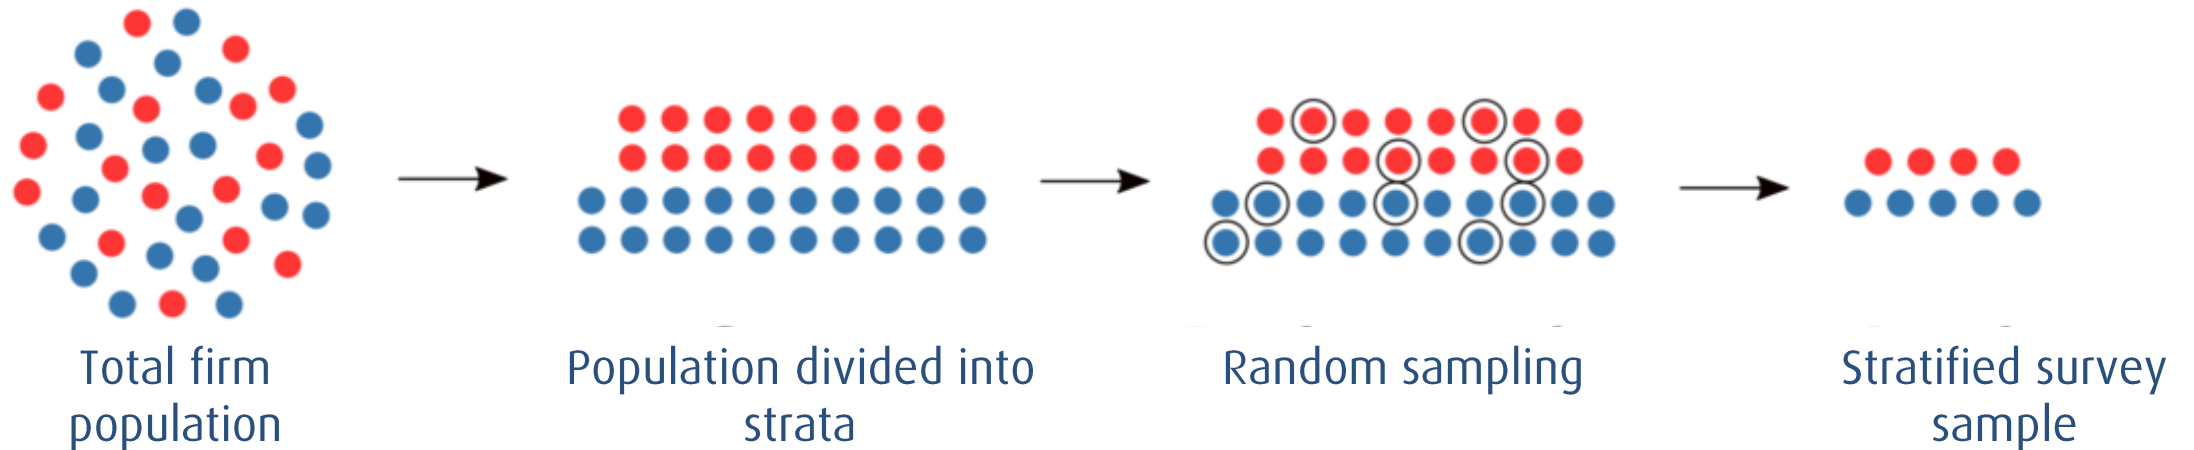 Total firm
population
Population divided into
strata
Random sampling
Stratified survey
sample